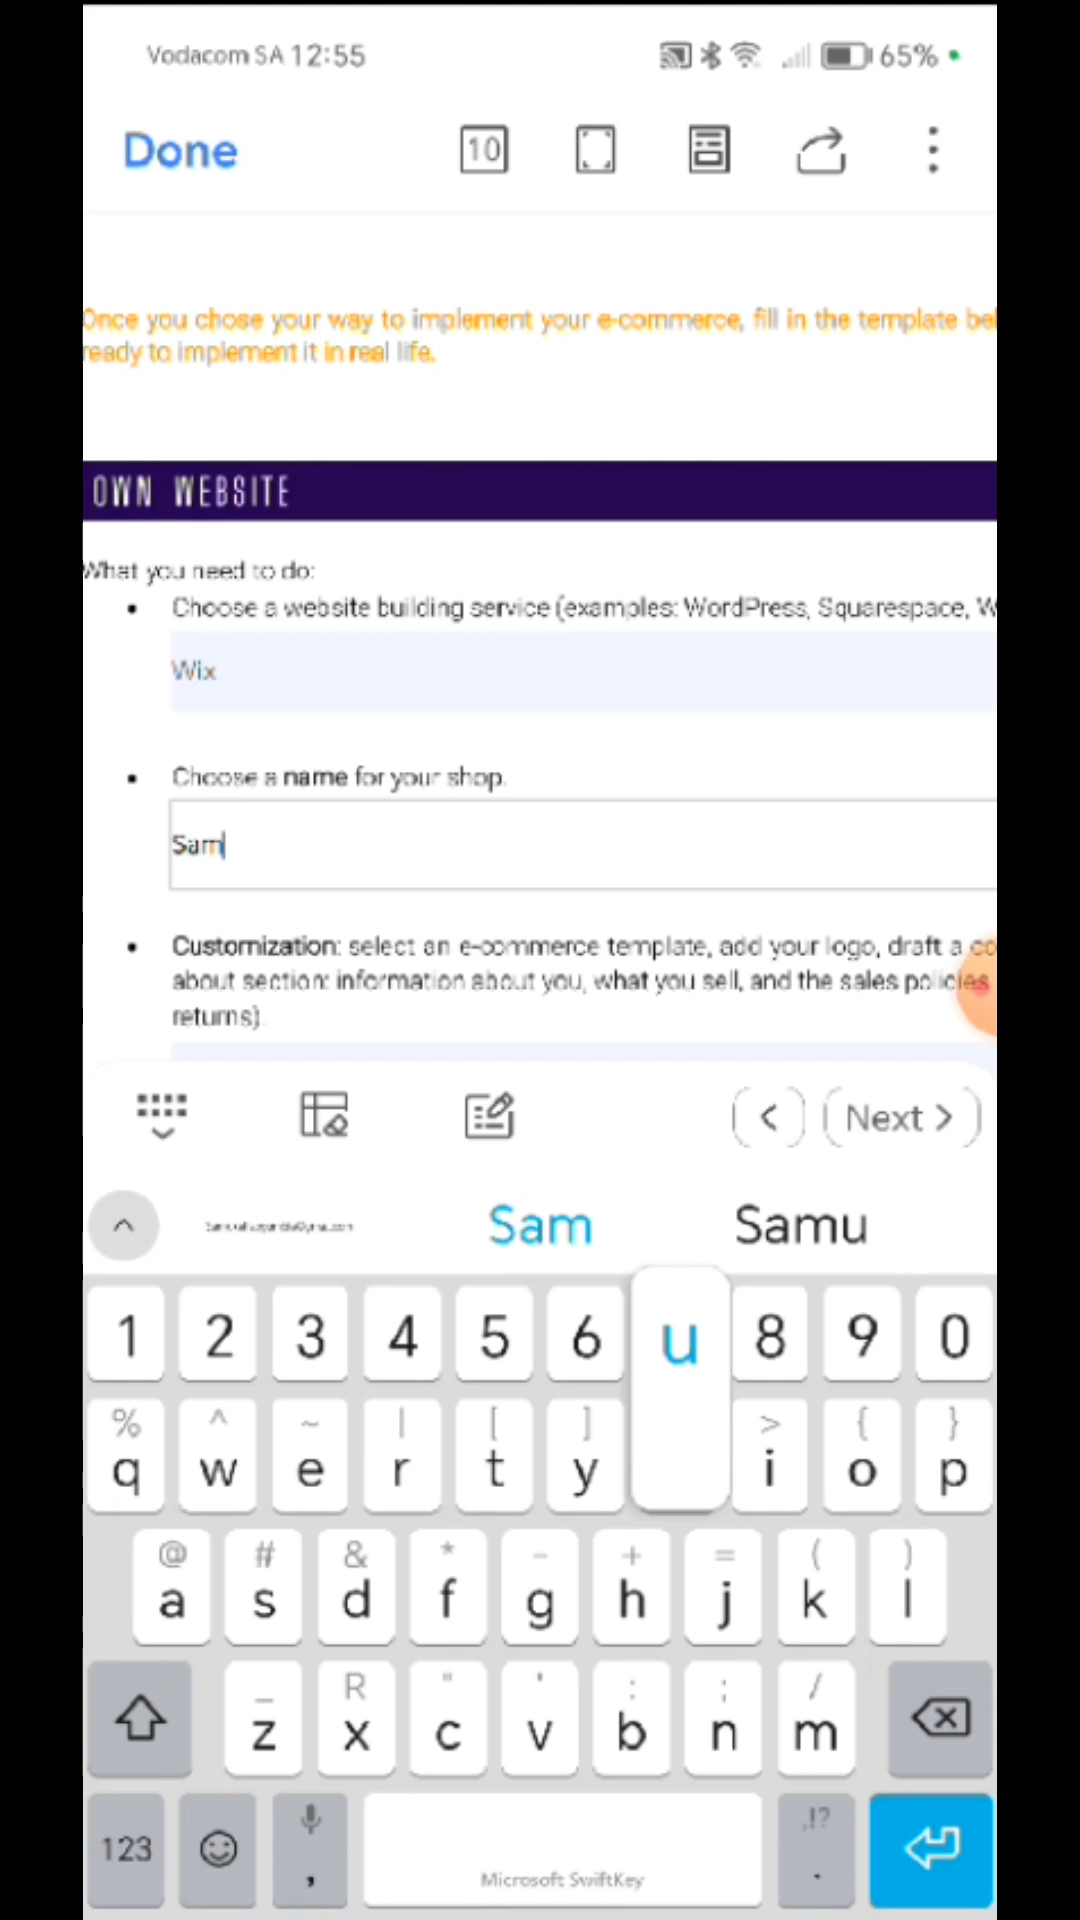 Vodacom SA 12:55
65%
Done
10
Once you chose your way to implement your e-commerce, fill in the template bel
ready to implement it in real life.
OWN WEBSITE
What you need to do:
• Choose a website building service (examples: WordPress, Squarespace, W
Wix
• Choose a name for your shop.
Sam
• Customization: select an e-commerce template, add your logo, draft a co
about section: information about you, what you sell, and the sales policies
returns)
< Next >
Sam Samu
1 2 3 4 5 6 u 8 9 0
% ^ ~ | [ ] > { }
q w e r t y i o p
@ # & * - + = ( )
a s d f g h j k l
_ R " ' : ; /
z x c v b n m
,!?
123 , Microsoft SwiftKey .